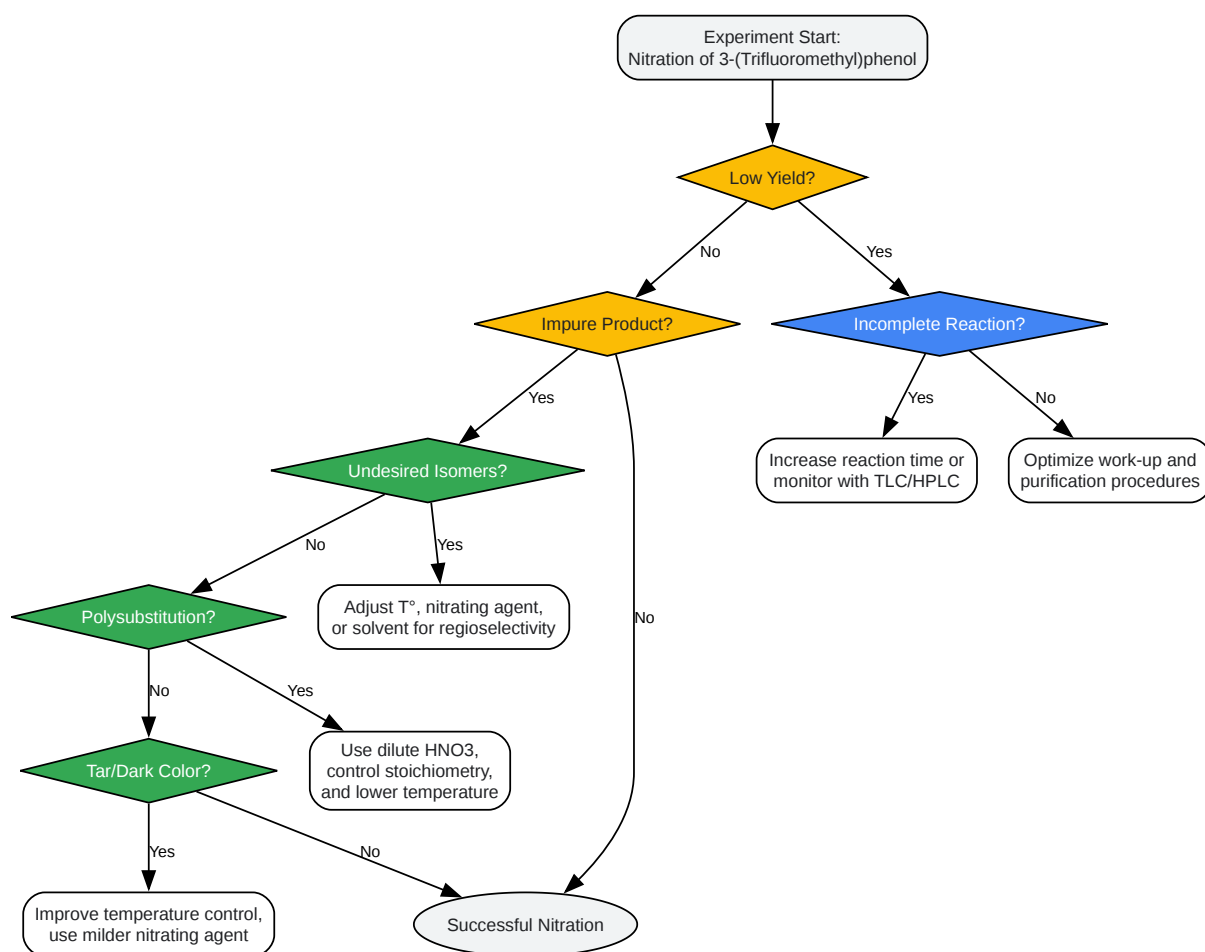 Experiment Start:
Nitration of 3-(Trifluoromethyl)phenol
Low Yield?
No
Yes
Impure Product?
Incomplete Reaction?
Yes
Yes
No
Undesired Isomers?
Increase reaction time or
monitor with TLC/HPLC
Optimize work-up and
purification procedures
No
Yes
No
Polysubstitution?
Adjust T°, nitrating agent,
or solvent for regioselectivity
No
Yes
Tar/Dark Color?
Use dilute HNO3,
control stoichiometry,
and lower temperature
Yes
No
Improve temperature control,
use milder nitrating agent
Successful Nitration